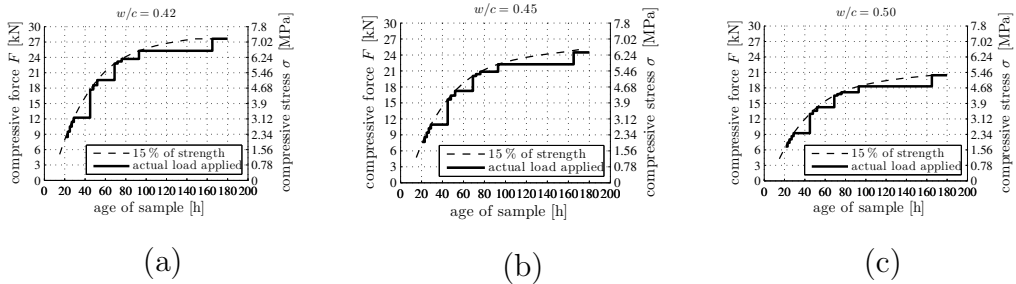 w/c = 0.42
compressive force F [kN]
30
27
24
21
18
15
12
9
6
3
0
7.8
7.02
6.24
5.46
4.68
3.9
3.12
2.34
1.56
0.78
compressive stress σ [MPa]
15 % of strength
actual load applied
0 20 40 60 80 100 120 140 160 180 200
age of sample [h]
(a)
w/c = 0.45
compressive force F [kN]
30
27
24
21
18
15
12
9
6
3
0
7.8
7.02
6.24
5.46
4.68
3.9
3.12
2.34
1.56
0.78
compressive stress σ [MPa]
15 % of strength
actual load applied
0 20 40 60 80 100 120 140 160 180 200
age of sample [h]
(b)
w/c = 0.50
compressive force F [kN]
30
27
24
21
18
15
12
9
6
3
0
7.8
7.02
6.24
5.46
4.68
3.9
3.12
2.34
1.56
0.78
compressive stress σ [MPa]
15 % of strength
actual load applied
0 20 40 60 80 100 120 140 160 180 200
age of sample [h]
(c)